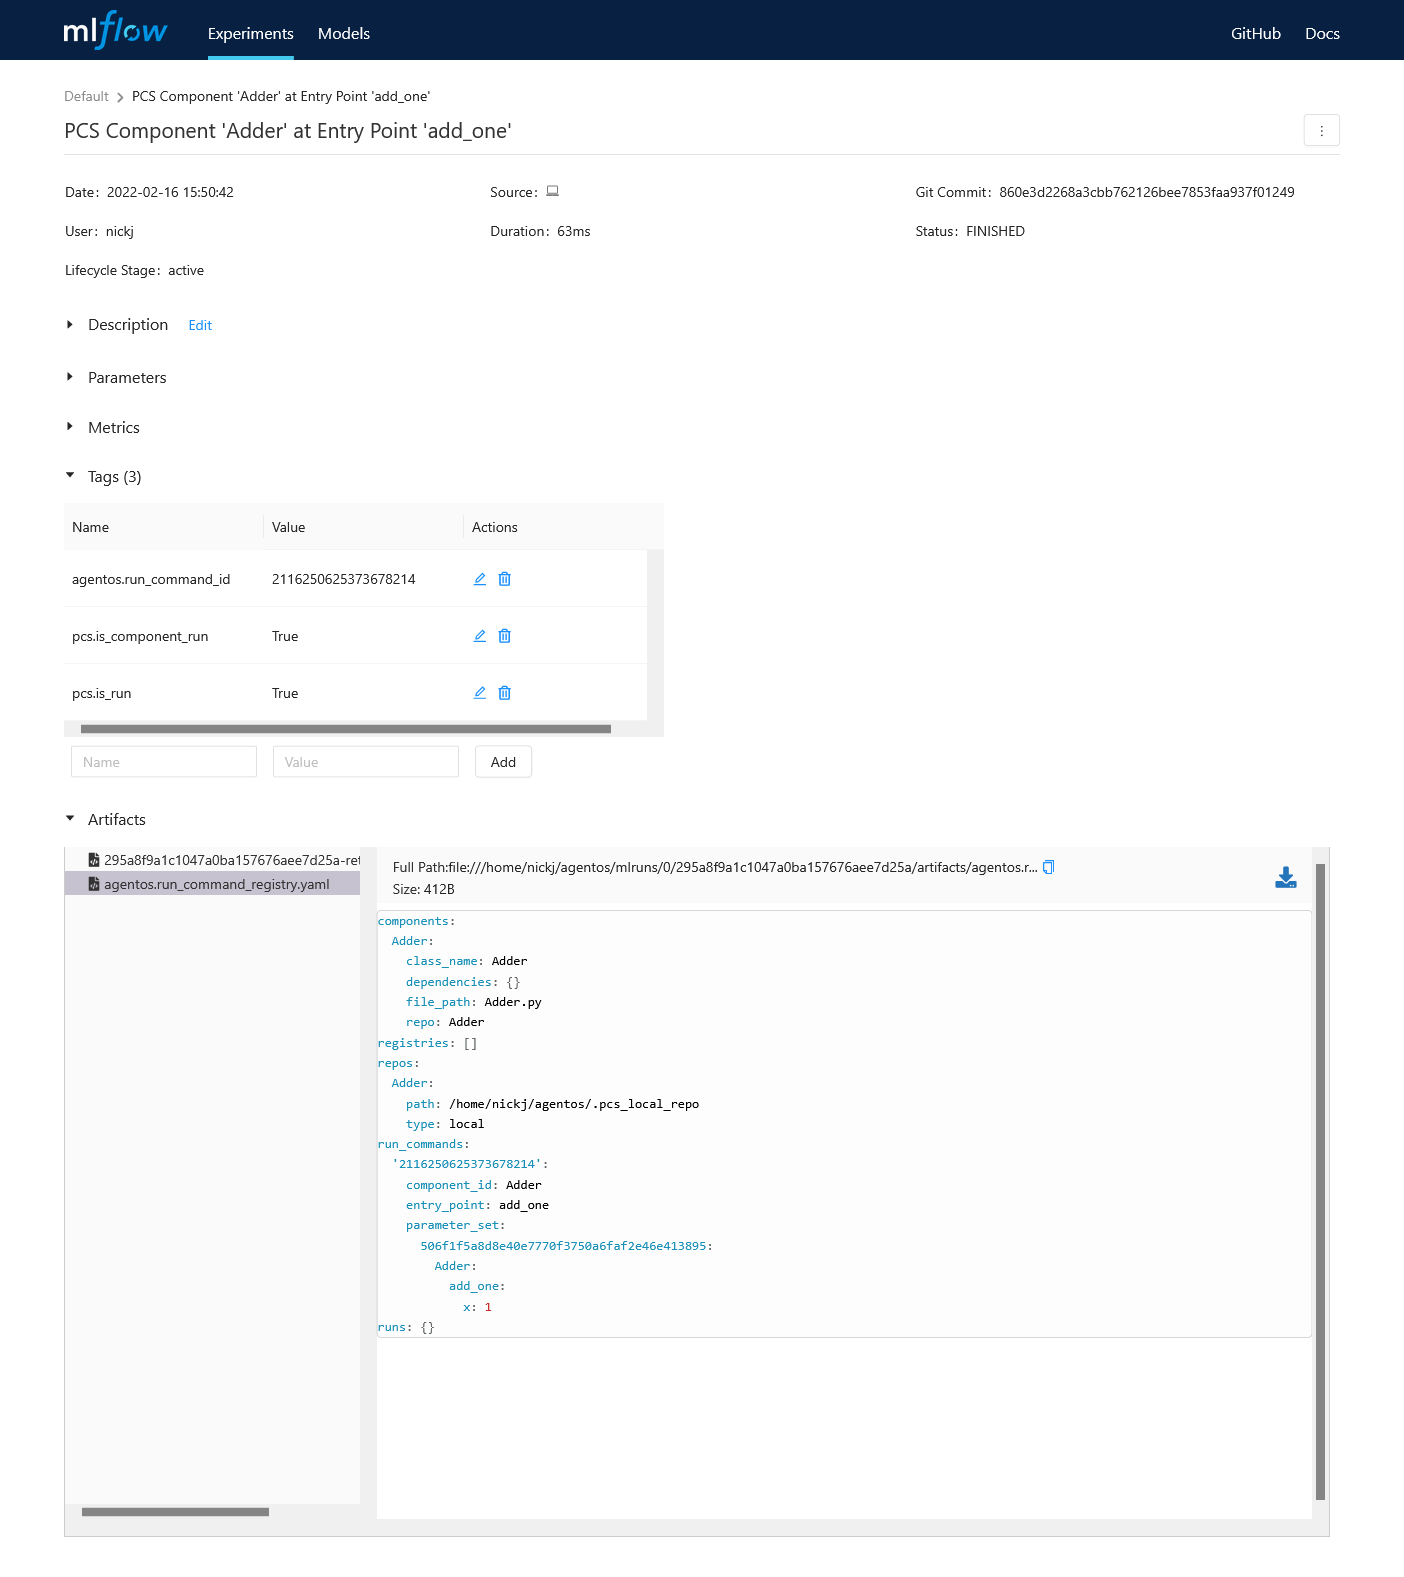 mlflow Experiments Models GitHub Docs
Default > PCS Component 'Adder' at Entry Point 'add_one'
PCS Component 'Adder' at Entry Point 'add_one'
Date: 2022-02-16 15:50:42 Source: Git Commit: 860e3d2268a3cbb762126bee7853faa937f01249
User: nickj Duration: 63ms Status: FINISHED
Lifecycle Stage: active
Description Edit
Parameters
Metrics
Tags (3)
Name Value Actions
agentos.run_command_id 2116250625373678214
pcs.is_component_run True
pcs.is_run True
Name Value Add
Artifacts
295a8f9a1c1047a0ba157676aee7d25a-ret
agentos.run_command_registry.yaml
Full Path:file:///home/nickj/agentos/mlruns/0/295a8f9a1c1047a0ba157676aee7d25a/artifacts/agentos.r...
Size: 412B
components:
  Adder:
    class_name: Adder
    dependencies: {}
    file_path: Adder.py
    repo: Adder
registries: []
repos:
  Adder:
    path: /home/nickj/agentos/.pcs_local_repo
    type: local
run_commands:
  '2116250625373678214':
    component_id: Adder
    entry_point: add_one
    parameter_set:
      506f1f5a8d8e40e7770f3750a6faf2e46e413895:
        Adder:
          add_one:
            x: 1
runs: {}